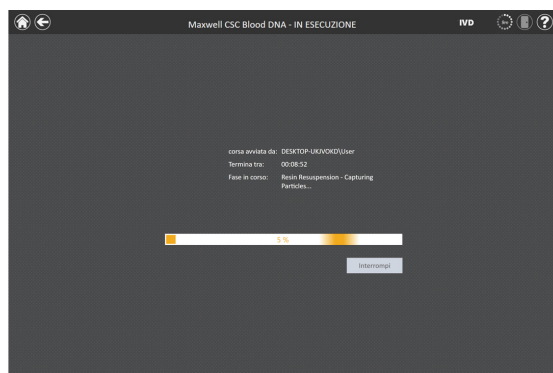 Maxwell CSC Blood DNA - IN ESECUZIONE
IVD
?
corsa avviata da: DESKTOP-UKJVOKD\User
Termina tra: 00:08:52
Fase in corso: Resin Resuspension - Capturing
Particles...
5 %
Interrompi